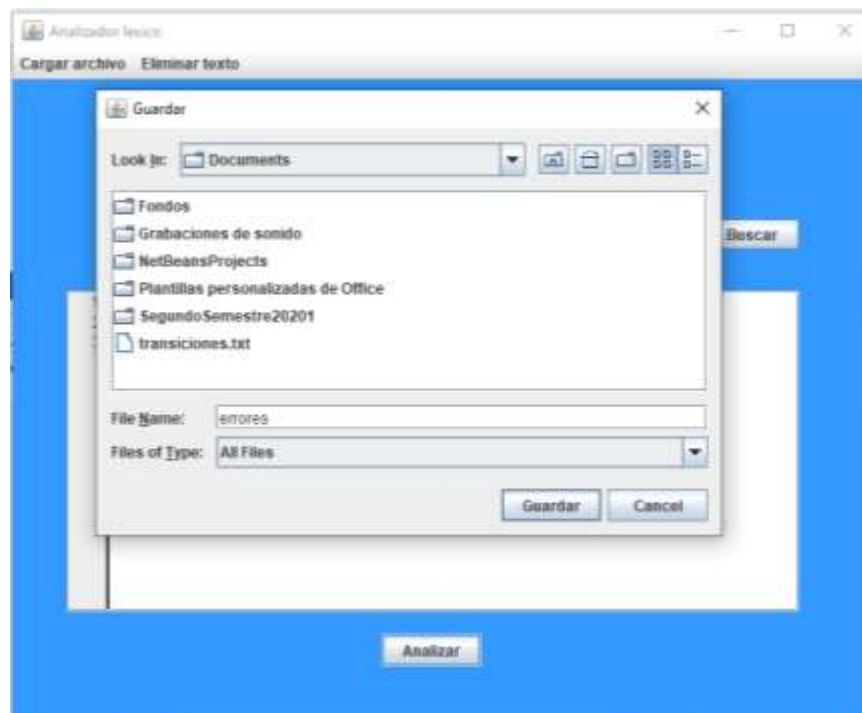 Analizador lexico
Cargar archivo Eliminar texto
Guardar
Look In: Documents
Fondos
Grabaciones de sonido
NetBeansProjects
Plantillas personalizadas de Office
SegundoSemestre20201
transiciones.txt
Buscar
File Name: errores
Files of Type: All Files
Guardar Cancel
Analizar